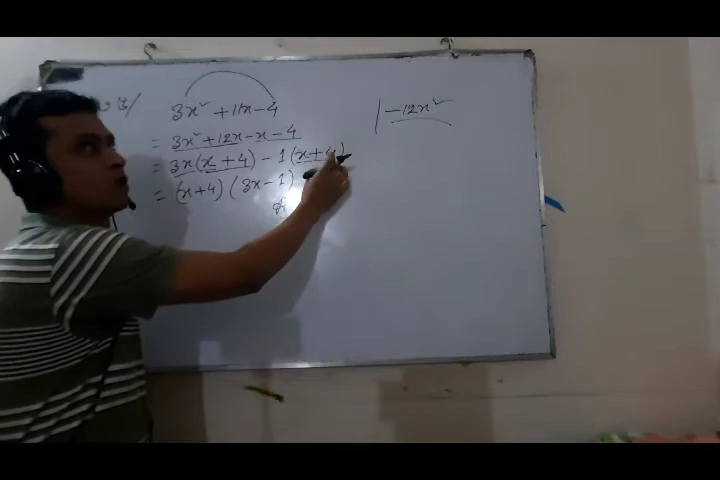 3x² + 11x - 4
= 3x² + 12x - x - 4
= 3x(x + 4) - 1(x + 4)
= (x + 4)(3x - 1)
-12x²